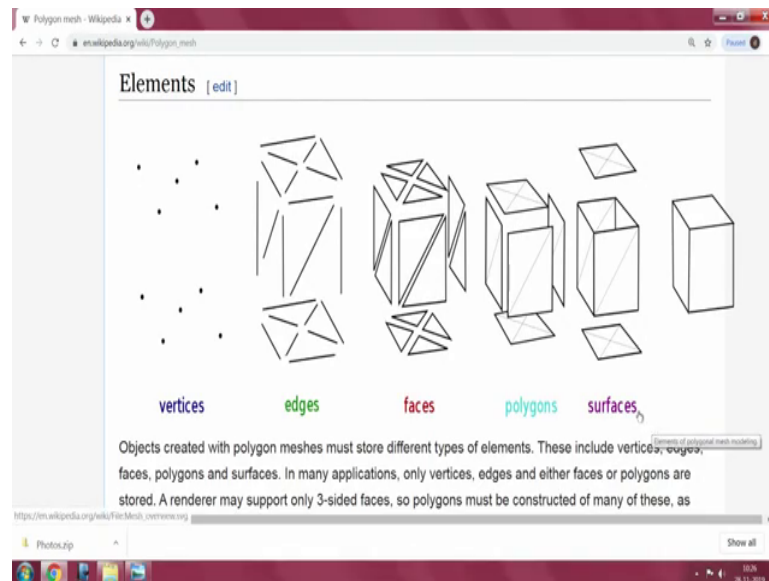 Polygon mesh - Wikipedia
en.wikipedia.org/wiki/Polygon_mesh
Paused
Elements [ edit ]
vertices edges faces polygons surfaces
Elements of polygonal mesh modeling.
Objects created with polygon meshes must store different types of elements. These include vertices, edges,
faces, polygons and surfaces. In many applications, only vertices, edges and either faces or polygons are
stored. A renderer may support only 3-sided faces, so polygons must be constructed of many of these, as
https://en.wikipedia.org/wiki/File:Mesh_overview.svg
Photos.zip
Show all
10:26